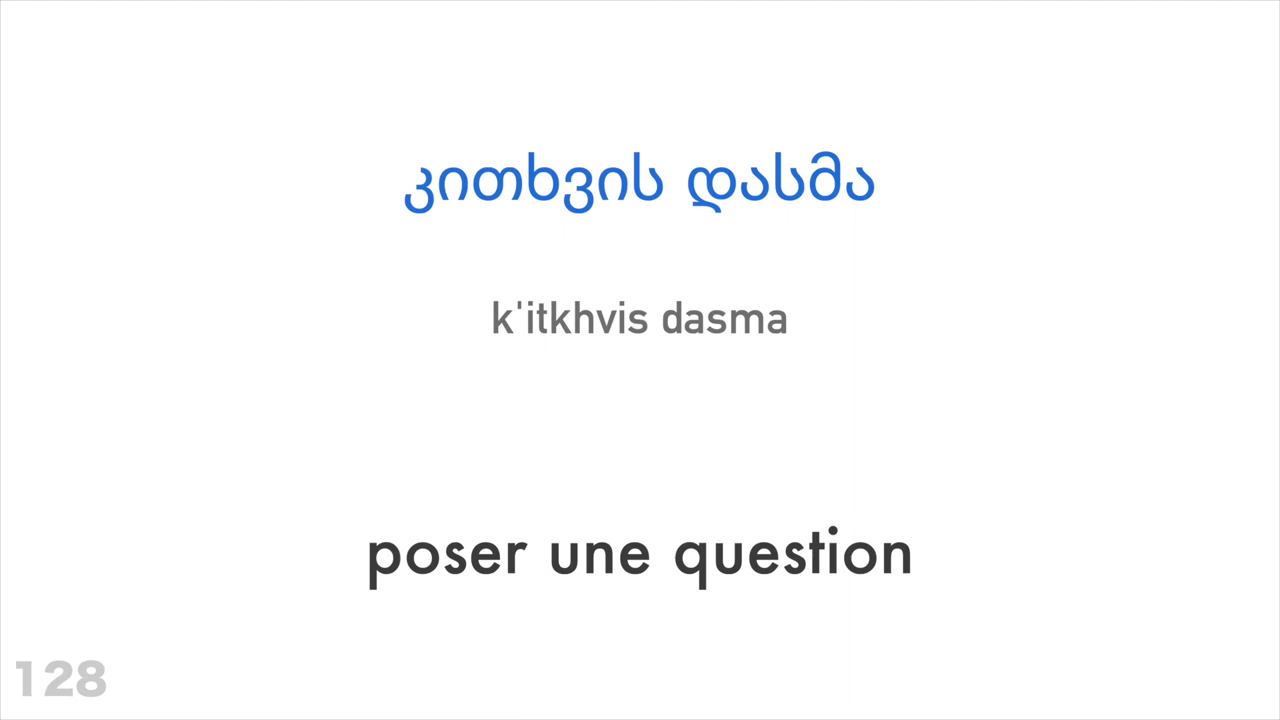 კითხვის დასმა
k'itkhvis dasma
poser une question
128